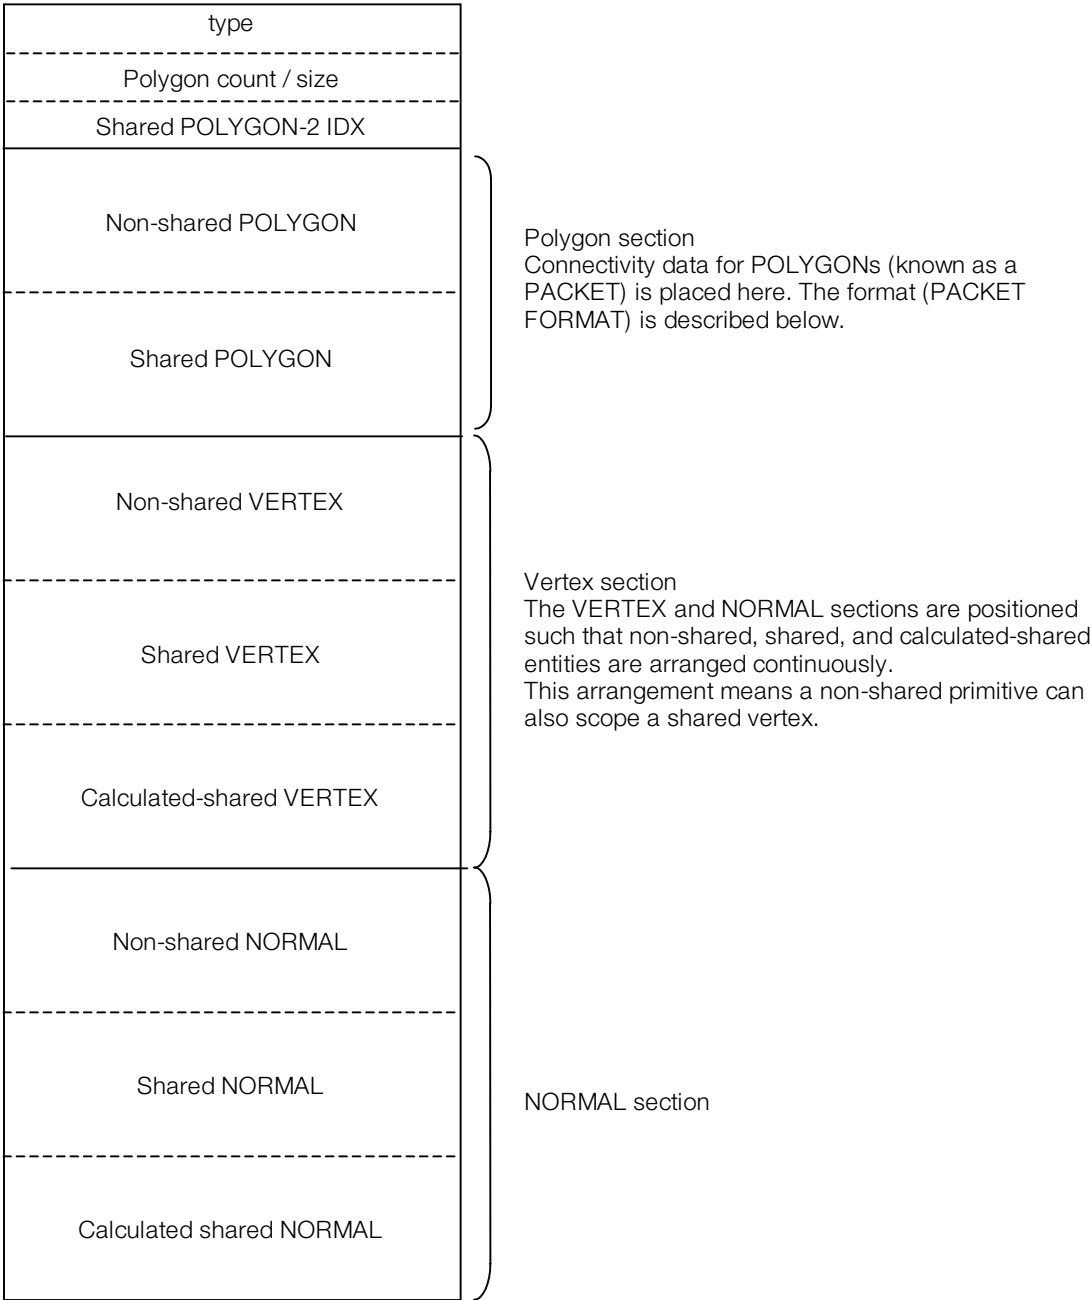 type
Polygon count / size
Shared POLYGON-2 IDX
Non-shared POLYGON
Shared POLYGON
Polygon section
Connectivity data for POLYGONs (known as a
PACKET) is placed here. The format (PACKET
FORMAT) is described below.
Non-shared VERTEX
Shared VERTEX
Calculated-shared VERTEX
Vertex section
The VERTEX and NORMAL sections are positioned
such that non-shared, shared, and calculated-shared
entities are arranged continuously.
This arrangement means a non-shared primitive can
also scope a shared vertex.
Non-shared NORMAL
Shared NORMAL
Calculated shared NORMAL
NORMAL section